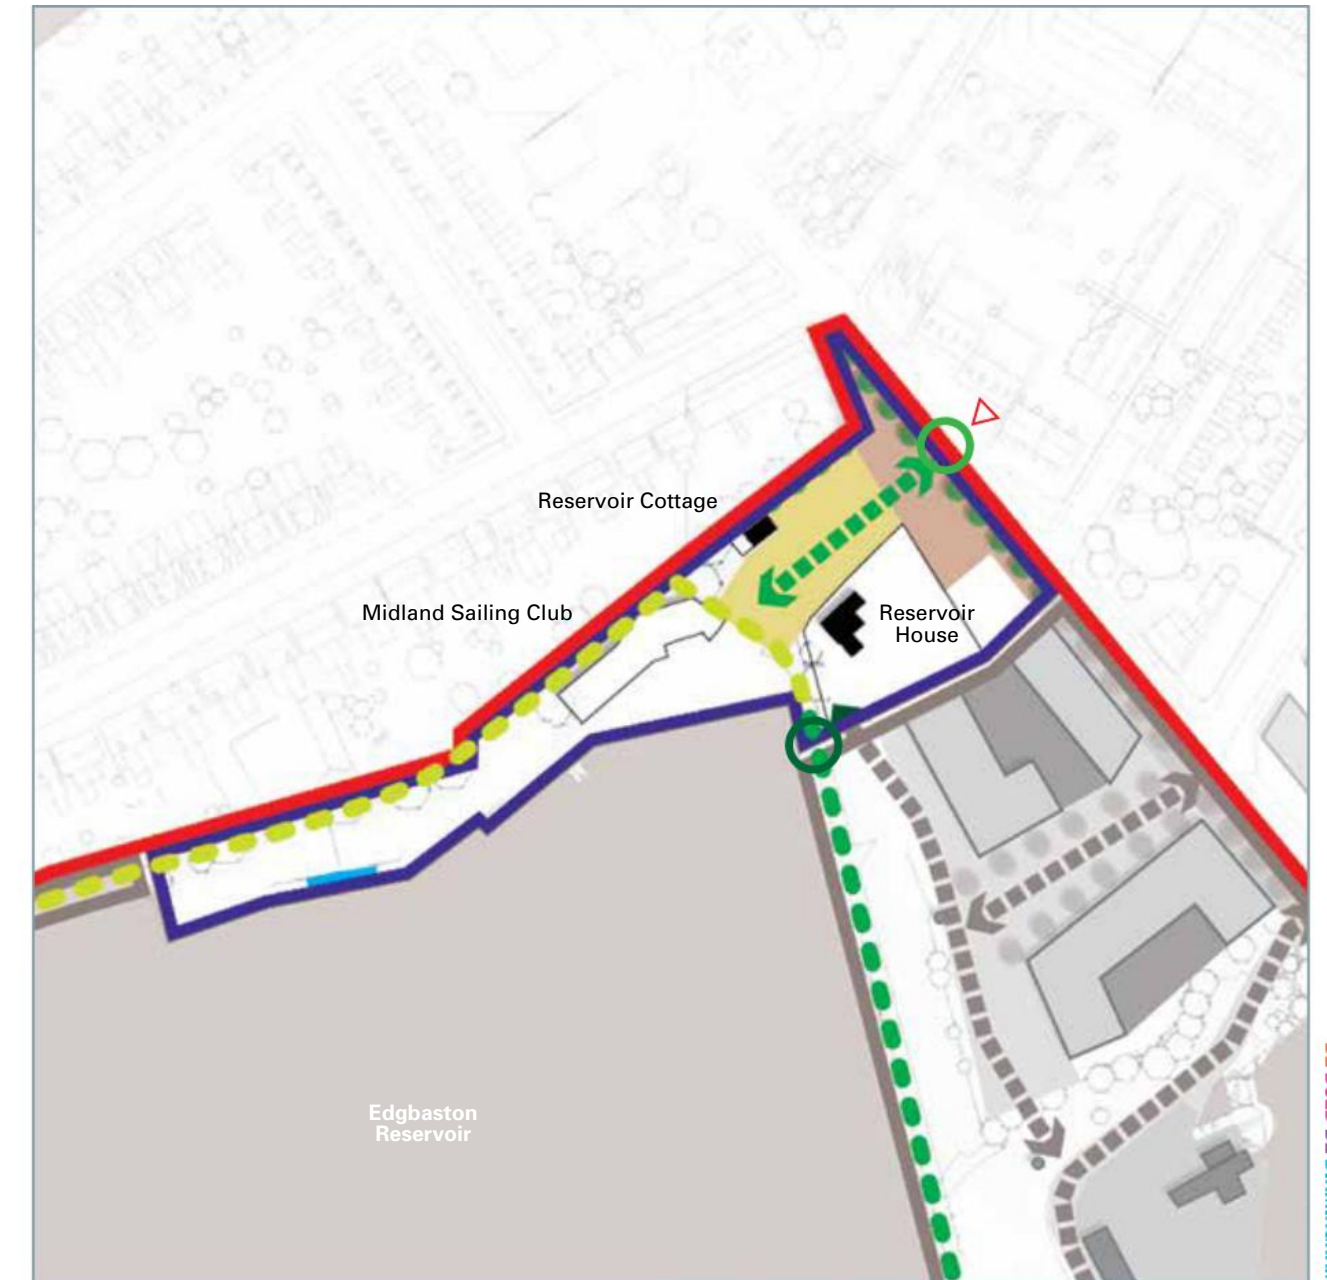 Reservoir Cottage
Midland Sailing Club
Reservoir
House
Edgbaston
Reservoir